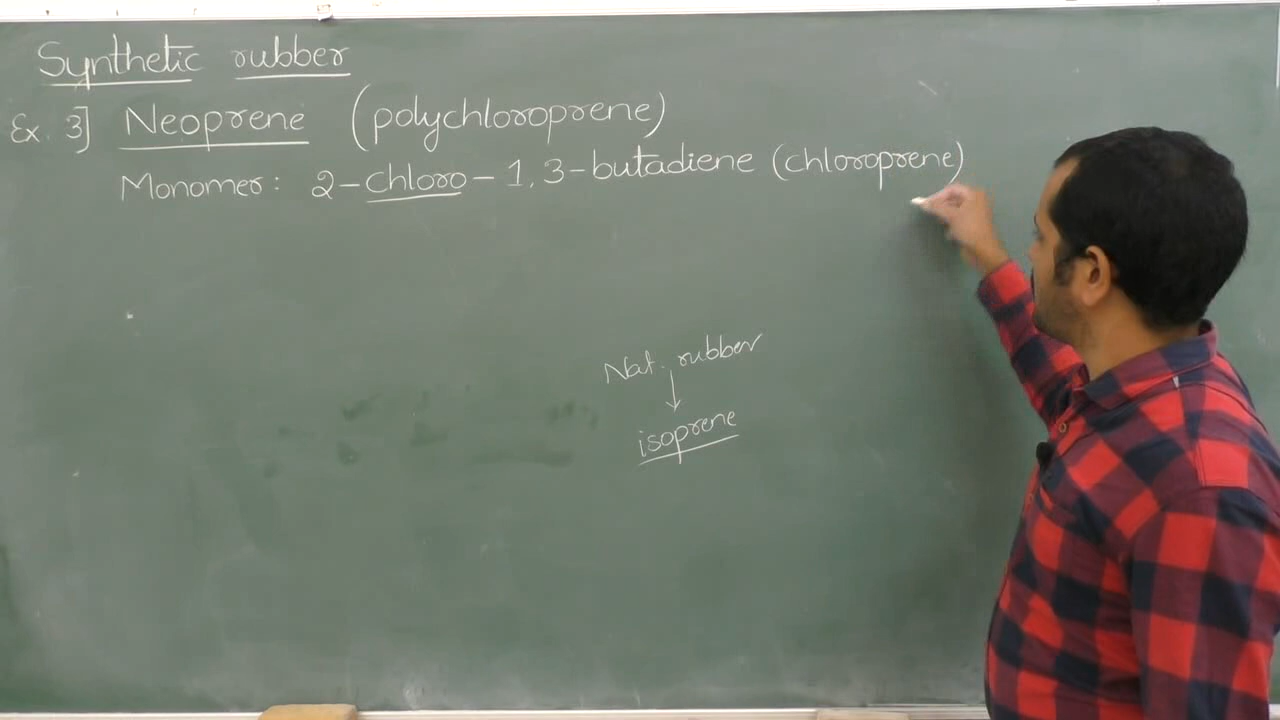 Synthetic rubber
Ex. 3] Neoprene (polychloroprene)
Monomer: 2-chloro-1,3-butadiene (chloroprene)
Nat. rubber
↓
isoprene